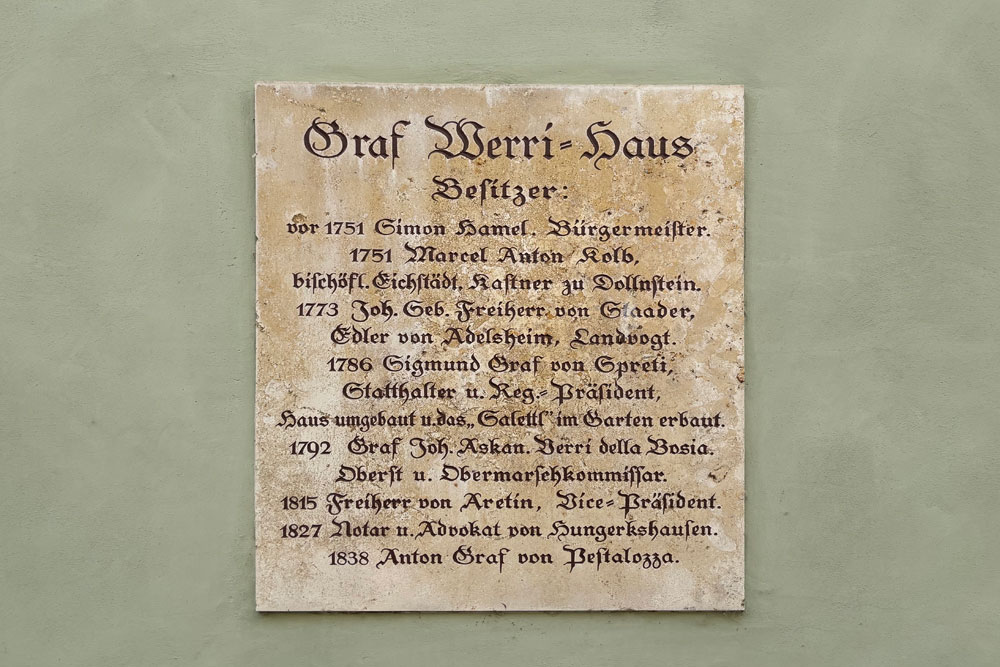 Graf Werri-Haus
Besitzer:
vor 1751 Simon Hamel. Bürgermeister.
1751 Marcel Anton Kolb,
bischöfl. Eichstädt. Kastner zu Dollnstein.
1773 Joh. Seb. Freiherr von Staader,
Edler von Adelsheim, Landvogt.
1786 Sigmund Graf von Spreti,
Statthalter u. Reg.-Präsident,
Haus umgebaut u. das „Salettl" im Garten erbaut.
1792 Graf Joh. Askan. Verri della Bosia.
Oberst u. Obermarschkommissar.
1815 Freiherr von Aretin, Vice-Präsident.
1827 Notar u. Advokat von Hungerkshausen.
1838 Anton Graf von Pestalozza.